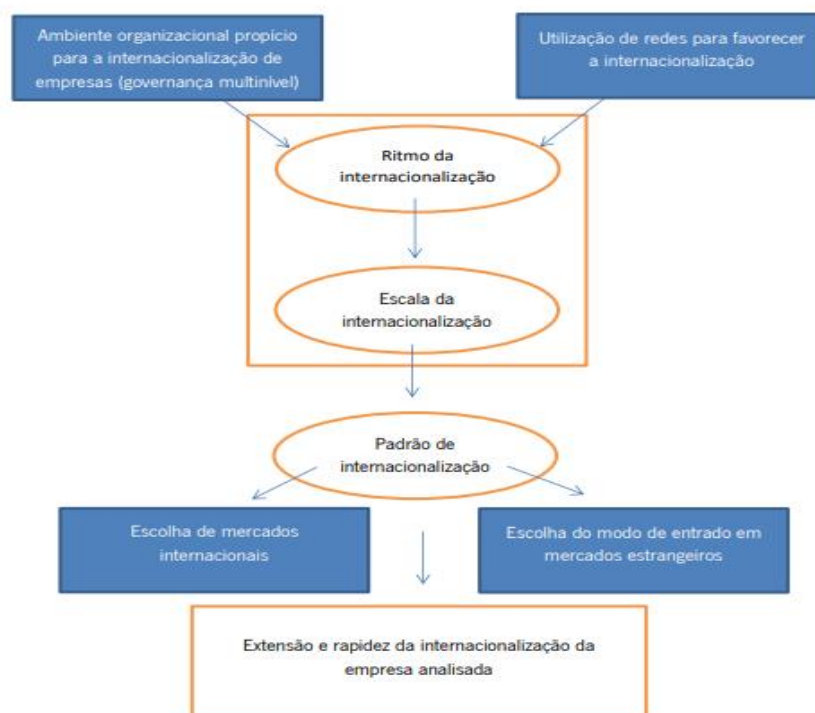 Ambiente organizacional propício
para a internacionalização de
empresas (governança multinível)
Utilização de redes para favorecer
a internacionalização
Ritmo da
internacionalização
Escala da
internacionalização
Padrão de
internacionalização
Escolha de mercados
internacionais
Escolha do modo de entrado em
mercados estrangeiros
Extensão e rapidez da internacionalização da
empresa analisada